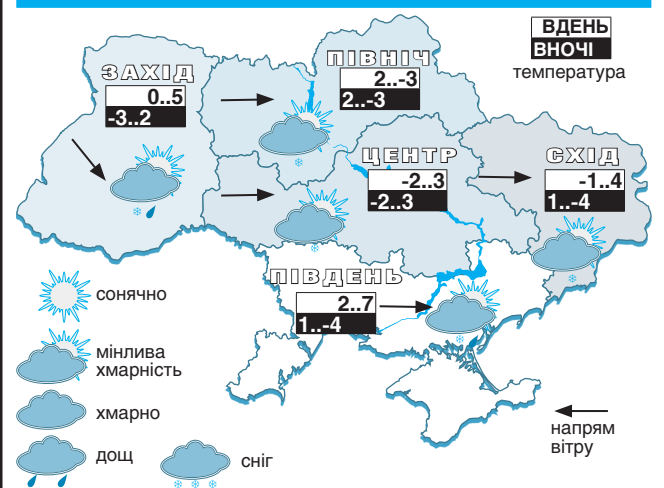 ВДЕНЬ
ВНОЧІ
температура
ПІВНІЧ
2..-3
2..-3
ЗАХІД
0..5
-3..2
ЦЕНТР
-2..3
-2..3
СХІД
-1..4
1..-4
ПІВДЕНЬ
2..7
1..-4
сонячно
мінлива
хмарність
хмарно
дощ
сніг
напрям
вітру